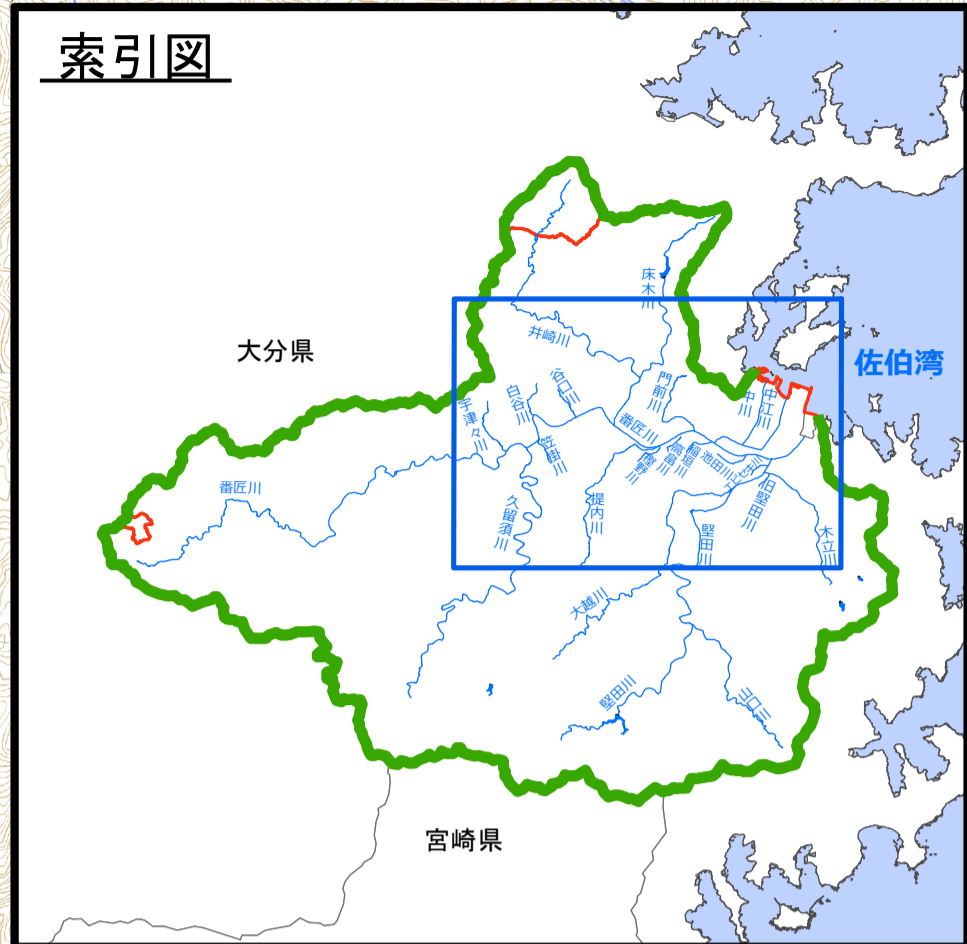 索引図
床木川
大分県
佐伯湾
井崎川
谷口川
白谷川
門前川
中川
中江川
宇津々川
番匠川
笠掛川
樫野川
高畠川
稲垣川
池田川
旧堅田川
番匠川
久留須川
提内川
堅田川
木立川
大越川
堅田川
山口川
宮崎県